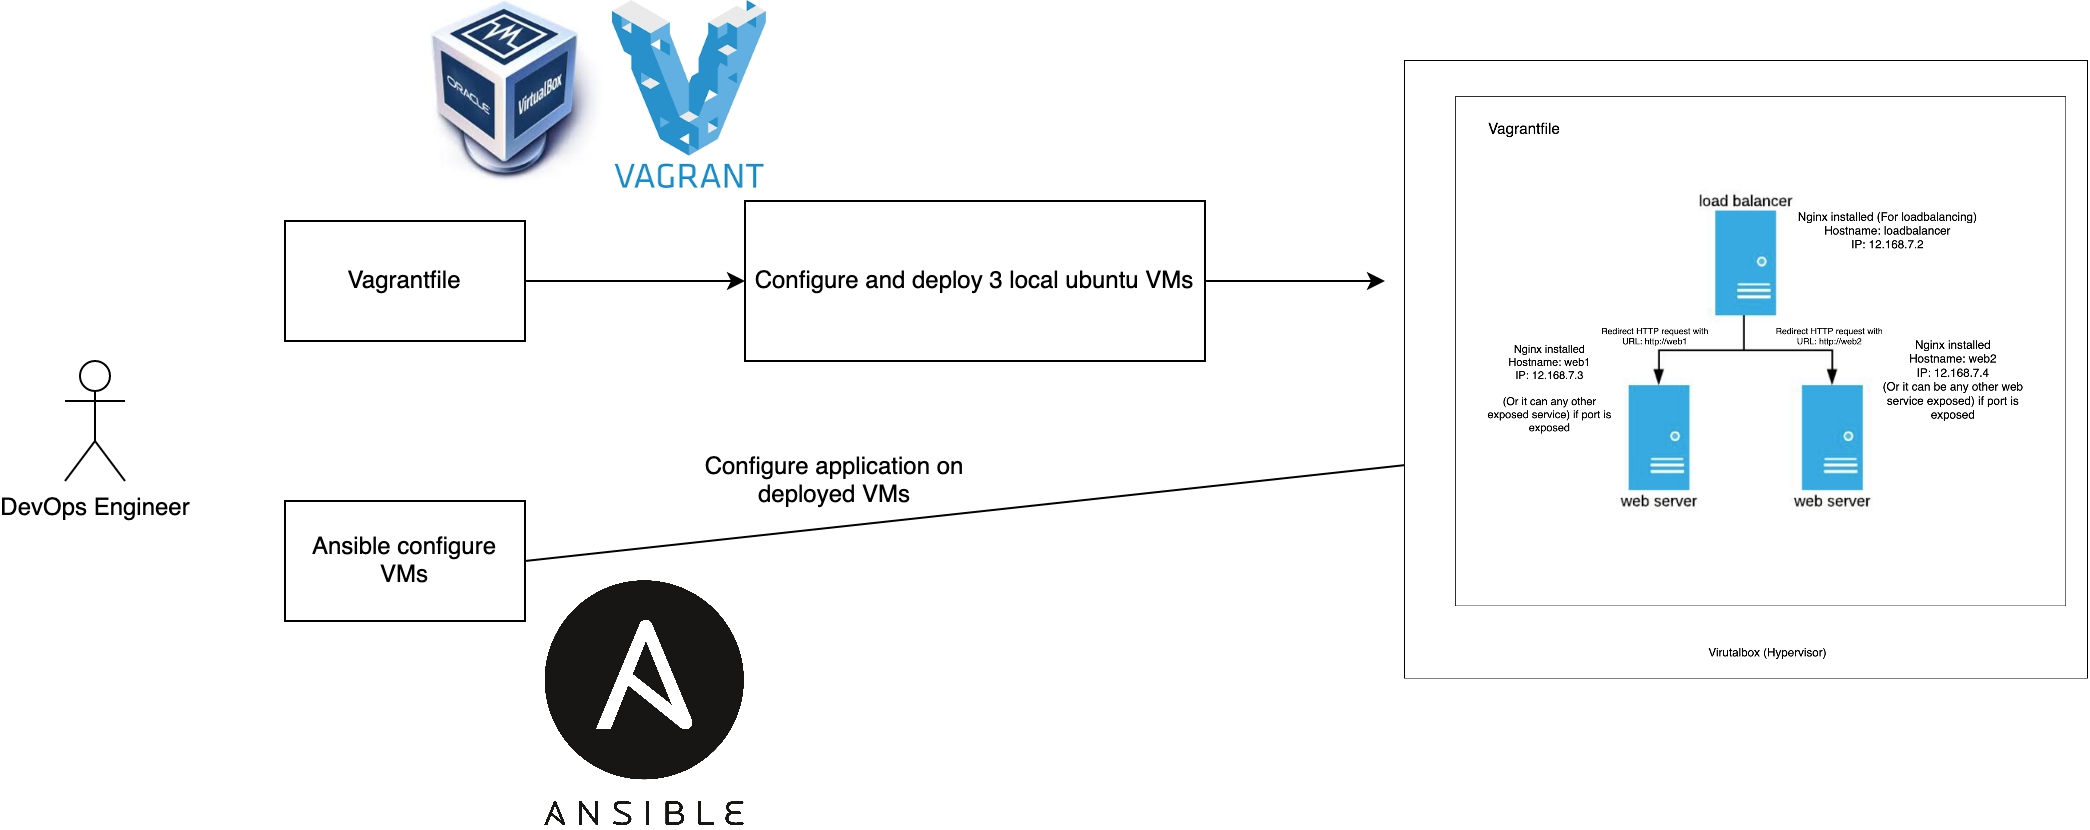 ORACLE
VirtualBox
VAGRANT
Vagrantfile
Configure and deploy 3 local ubuntu VMs
DevOps Engineer
Ansible configure
VMs
Configure application on
deployed VMs
ANSIBLE
Vagrantfile
load balancer
Nginx installed (For loadbalancing)
Hostname: loadbalancer
IP: 12.168.7.2
Redirect HTTP request with
URL: http://web1
Redirect HTTP request with
URL: http://web2
Nginx installed
Hostname: web1
IP: 12.168.7.3
(Or it can any other
exposed service) if port is
exposed
Nginx installed
Hostname: web2
IP: 12.168.7.4
(Or it can be any other web
service exposed) if port is
exposed
web server
web server
Virutalbox (Hypervisor)